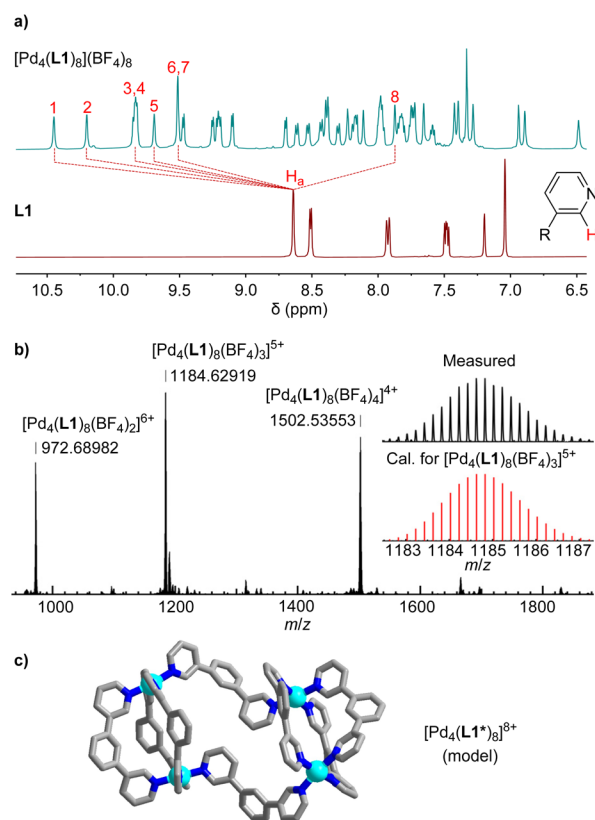 a)
[Pd₄(L1)₈](BF₄)₈
1
2
3,4
5
6,7
8
Hₐ
L1
N
R
H
10.5 10.0 9.5 9.0 8.5 8.0 7.5 7.0 6.5
δ (ppm)
b)
[Pd₄(L1)₈(BF₄)₃]⁵⁺
1184.62919
[Pd₄(L1)₈(BF₄)₄]⁴⁺
1502.53553
[Pd₄(L1)₈(BF₄)₂]⁶⁺
972.68982
Measured
Cal. for [Pd₄(L1)₈(BF₄)₃]⁵⁺
1183 1184 1185 1186 1187
m/z
1000 1200 1400 1600 1800
m/z
c)
[Pd₄(L1*)₈]⁸⁺
(model)